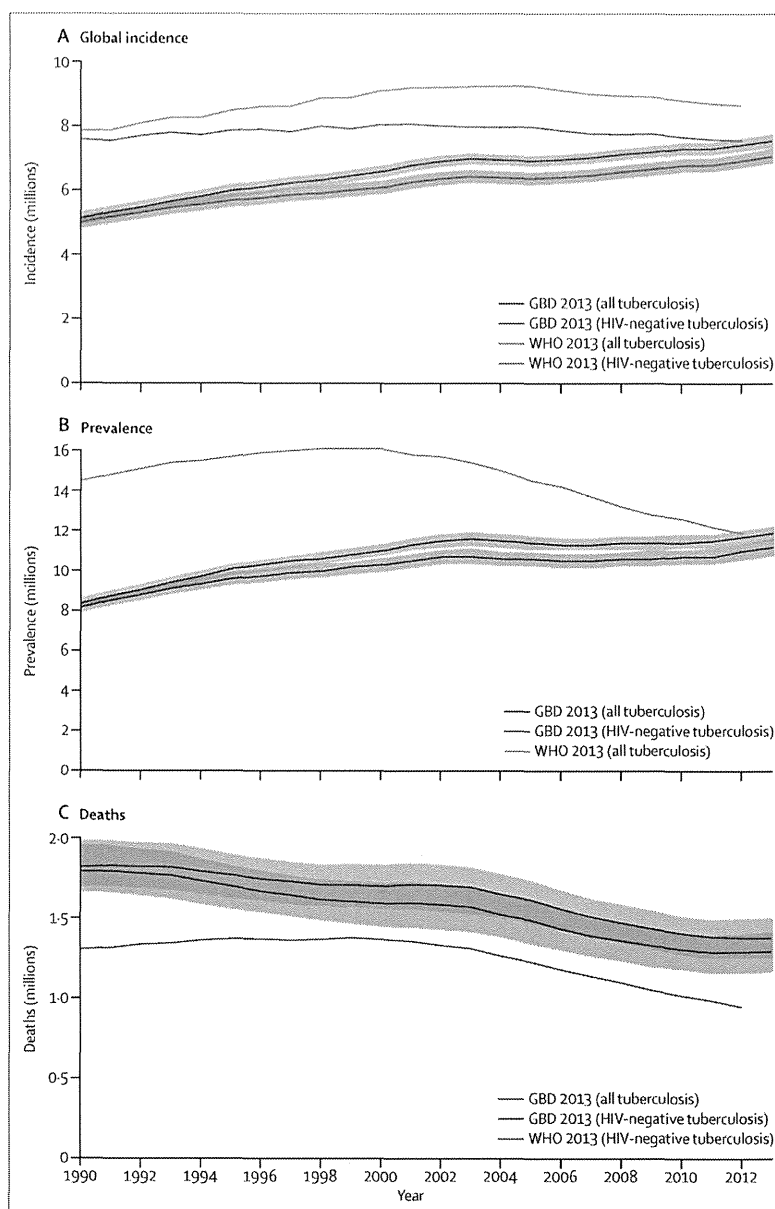 A Global incidence
10
8
6
4
2
0
Incidence (millions)
GBD 2013 (all tuberculosis)
GBD 2013 (HIV-negative tuberculosis)
WHO 2013 (all tuberculosis)
WHO 2013 (HIV-negative tuberculosis)
B Prevalence
16
14
12
10
8
6
4
2
0
Prevalence (millions)
GBD 2013 (all tuberculosis)
GBD 2013 (HIV-negative tuberculosis)
WHO 2013 (all tuberculosis)
C Deaths
2·0
1·5
1·0
0·5
0
Deaths (millions)
GBD 2013 (all tuberculosis)
GBD 2013 (HIV-negative tuberculosis)
WHO 2013 (HIV-negative tuberculosis)
1990 1992 1994 1996 1998 2000 2002 2004 2006 2008 2010 2012
Year